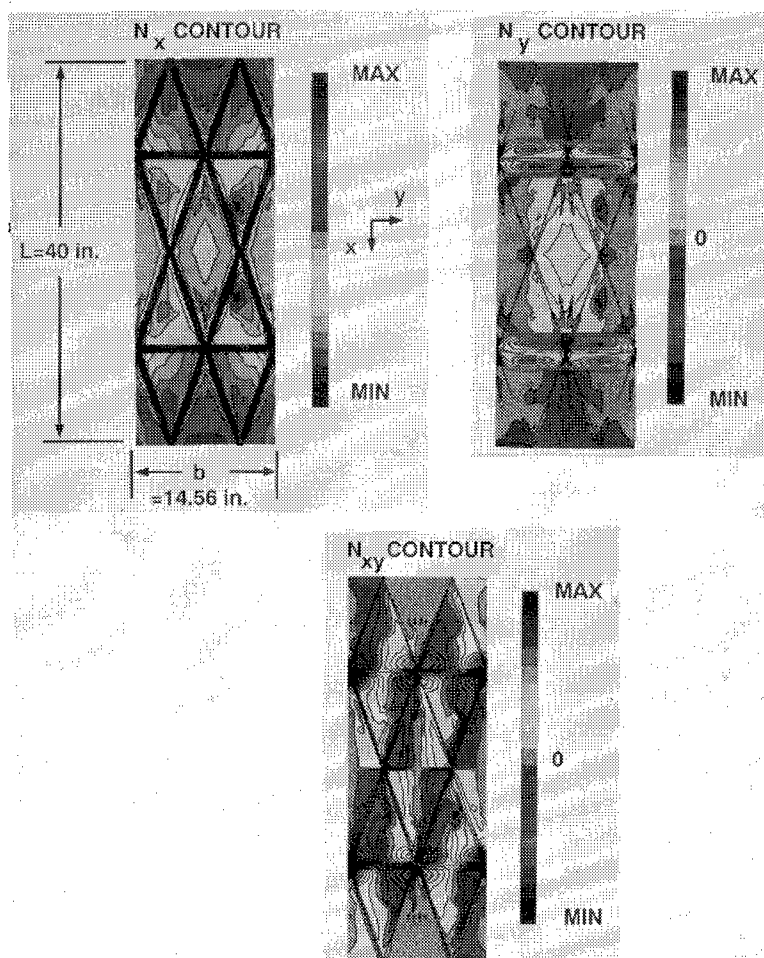 N x CONTOUR
MAX
L=40 in.
y
x
MIN
b
=14.56 in.
N y CONTOUR
MAX
0
MIN
N xy CONTOUR
MAX
0
MIN